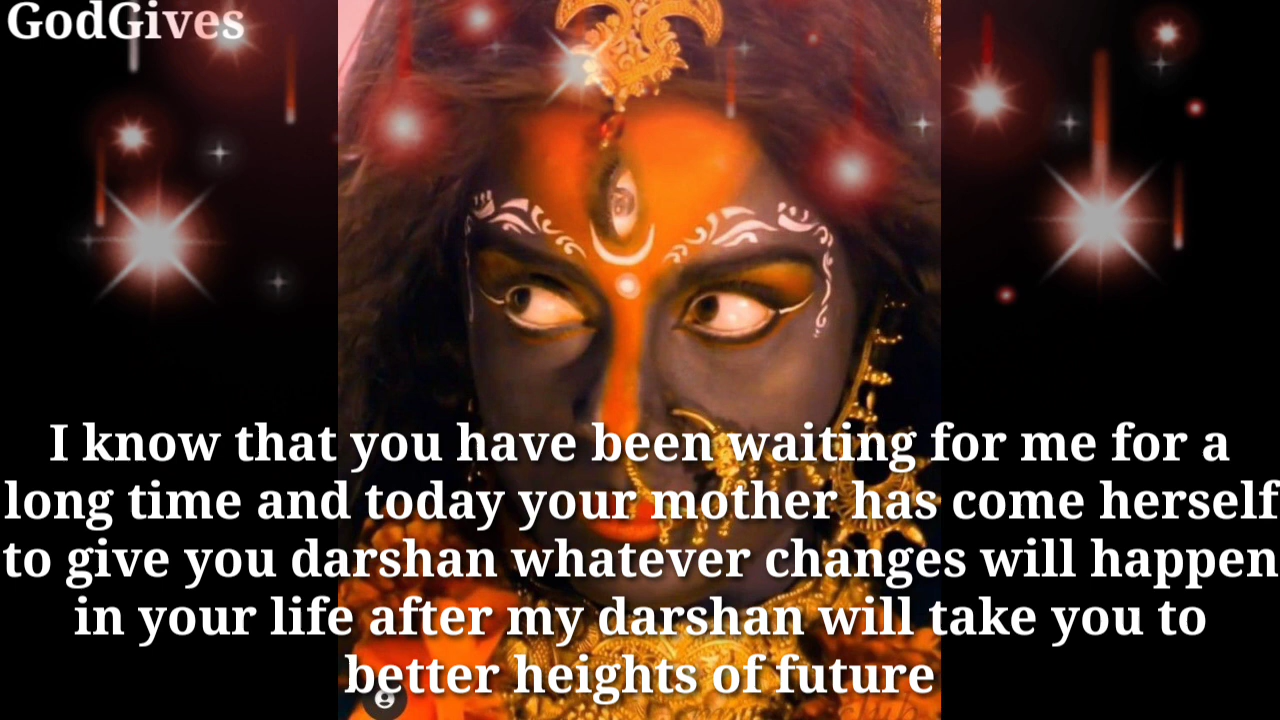 GodGives
I know that you have been waiting for me for a
long time and today your mother has come herself
to give you darshan whatever changes will happen
in your life after my darshan will take you to
better heights of future